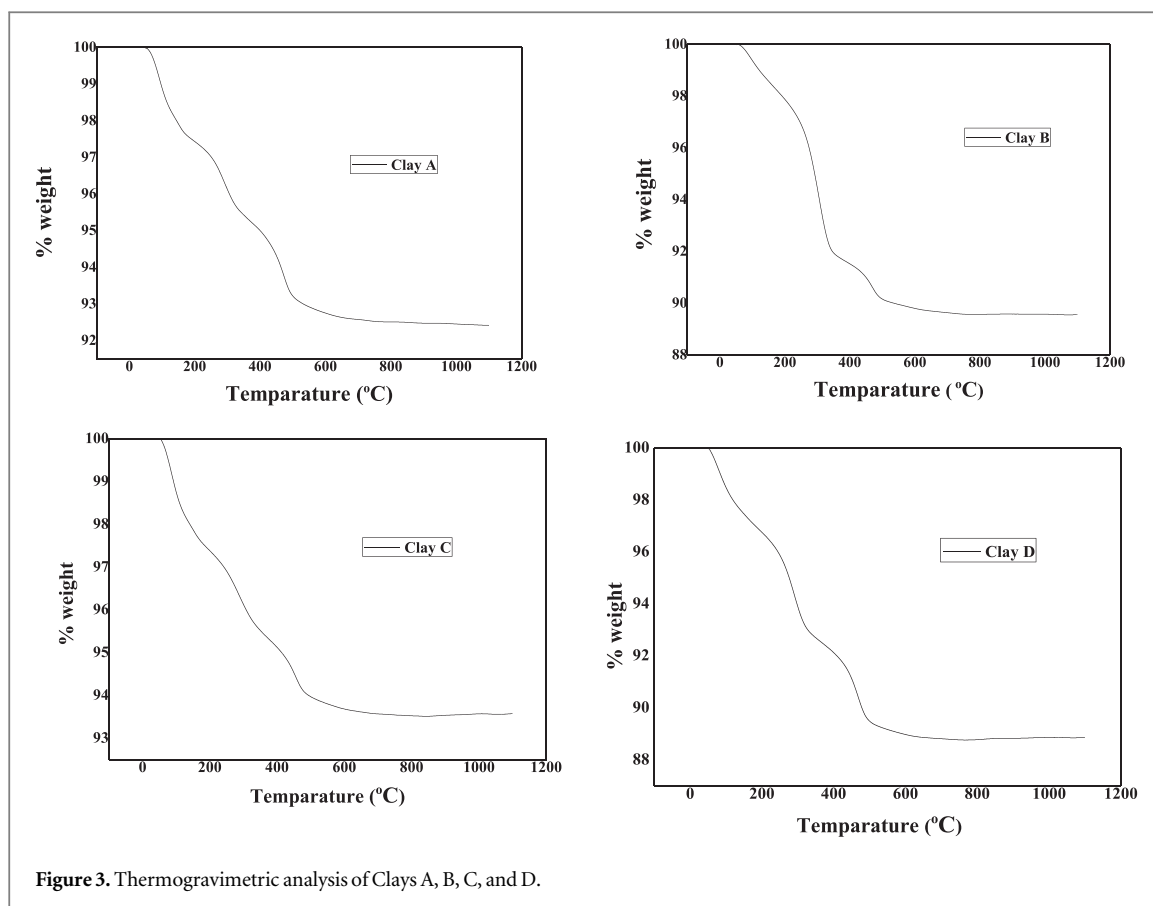 100
99
98
97
96
95
94
93
92
% weight
Clay A
0 200 400 600 800 1000 1200
Temparature (ºC)
100
98
96
94
92
90
88
% weight
Clay B
0 200 400 600 800 1000 1200
Temparature (ºC)
100
99
98
97
96
95
94
93
% weight
Clay C
0 200 400 600 800 1000 1200
Temparature (ºC)
100
98
96
94
92
90
88
% weight
Clay D
0 200 400 600 800 1000 1200
Temparature (ºC)
Figure 3. Thermogravimetric analysis of Clays A, B, C, and D.